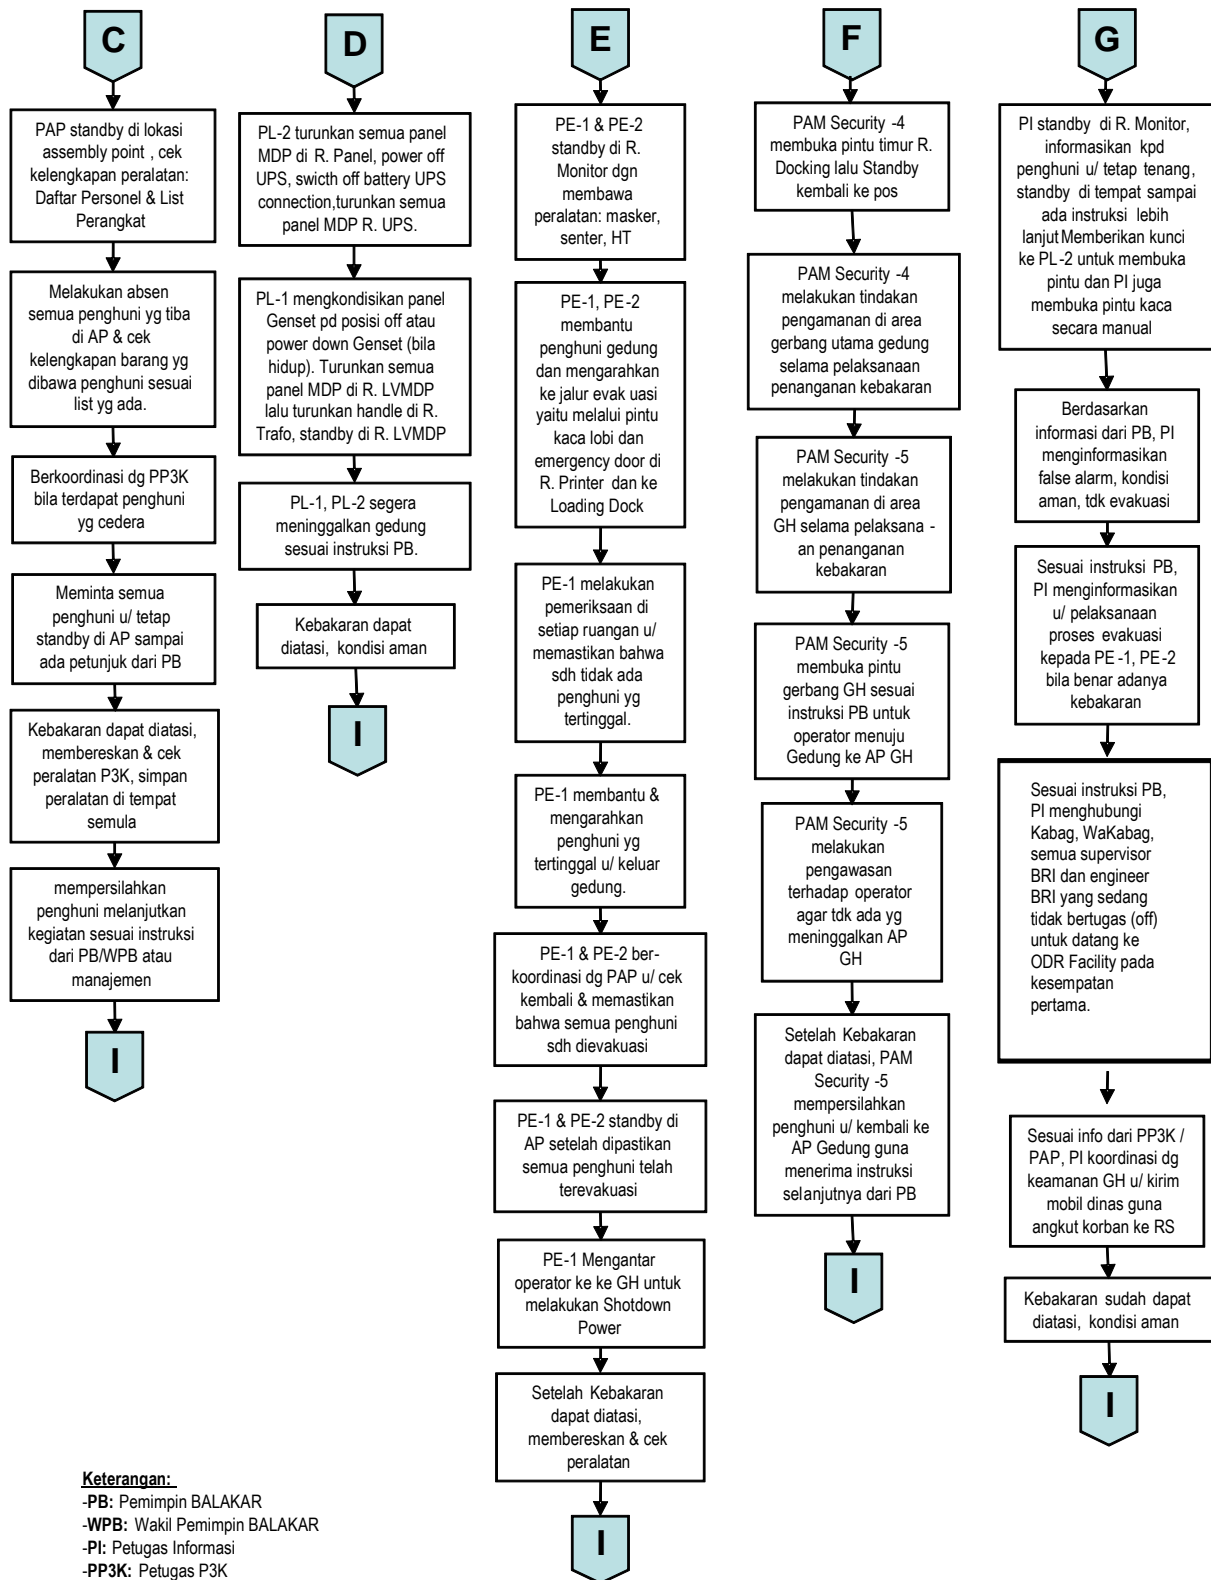 C
PAP standby di lokasi
assembly point , cek
kelengkapan peralatan:
Daftar Personel & List
Perangkat
Melakukan absen
semua penghuni yg tiba
di AP & cek
kelengkapan barang yg
dibawa penghuni sesuai
list yg ada.
Berkoordinasi dg PP3K
bila terdapat penghuni
yg cedera
Meminta semua
penghuni u/ tetap
standby di AP sampai
ada petunjuk dari PB
Kebakaran dapat diatasi,
membereskan & cek
peralatan P3K, simpan
peralatan di tempat
semula
mempersilahkan
penghuni melanjutkan
kegiatan sesuai instruksi
dari PB/WPB atau
manajemen
I
D
PL-2 turunkan semua panel
MDP di R. Panel, power off
UPS, swicth off battery UPS
connection,turunkan semua
panel MDP R. UPS.
PL-1 mengkondisikan panel
Genset pd posisi off atau
power down Genset (bila
hidup). Turunkan semua
panel MDP di R. LVMDP
lalu turunkan handle di R.
Trafo, standby di R. LVMDP
PL-1, PL-2 segera
meninggalkan gedung
sesuai instruksi PB.
Kebakaran dapat
diatasi, kondisi aman
I
E
PE-1 & PE-2
standby di R.
Monitor dgn
membawa
peralatan: masker,
senter, HT
PE-1, PE-2
membantu
penghuni gedung
dan mengarahkan
ke jalur evak uasi
yaitu melalui pintu
kaca lobi dan
emergency door di
R. Printer dan ke
Loading Dock
PE-1 melakukan
pemeriksaan di
setiap ruangan u/
memastikan bahwa
sdh tidak ada
penghuni yg
tertinggal.
PE-1 membantu &
mengarahkan
penghuni yg
tertinggal u/ keluar
gedung.
PE-1 & PE-2 ber-
koordinasi dg PAP u/ cek
kembali & memastikan
bahwa semua penghuni
sdh dievakuasi
PE-1 & PE-2 standby di
AP setelah dipastikan
semua penghuni telah
terevakuasi
PE-1 Mengantar
operator ke ke GH untuk
melakukan Shotdown
Power
Setelah Kebakaran
dapat diatasi,
membereskan & cek
peralatan
I
F
PAM Security -4
membuka pintu timur R.
Docking lalu Standby
kembali ke pos
PAM Security -4
melakukan tindakan
pengamanan di area
gerbang utama gedung
selama pelaksanaan
penanganan kebakaran
PAM Security -5
melakukan tindakan
pengamanan di area
GH selama pelaksana -
an penanganan
kebakaran
PAM Security -5
membuka pintu
gerbang GH sesuai
instruksi PB untuk
operator menuju
Gedung ke AP GH
PAM Security -5
melakukan
pengawasan
terhadap operator
agar tdk ada yg
meninggalkan AP
GH
Setelah Kebakaran
dapat diatasi, PAM
Security -5
mempersilahkan
penghuni u/ kembali ke
AP Gedung guna
menerima instruksi
selanjutnya dari PB
I
G
PI standby di R. Monitor,
informasikan kpd
penghuni u/ tetap tenang,
standby di tempat sampai
ada instruksi lebih
lanjut Memberikan kunci
ke PL-2 untuk membuka
pintu dan PI juga
membuka pintu kaca
secara manual
Berdasarkan
informasi dari PB, PI
menginformasikan
false alarm, kondisi
aman, tdk evakuasi
Sesuai instruksi PB,
PI menginformasikan
u/ pelaksanaan
proses evakuasi
kepada PE -1, PE-2
bila benar adanya
kebakaran
Sesuai instruksi PB,
PI menghubungi
Kabag, WaKabag,
semua supervisor
BRI dan engineer
BRI yang sedang
tidak bertugas (off)
untuk datang ke
ODR Facility pada
kesempatan
pertama.
Sesuai info dari PP3K /
PAP, PI koordinasi dg
keamanan GH u/ kirim
mobil dinas guna
angkut korban ke RS
Kebakaran sudah dapat
diatasi, kondisi aman
I
Keterangan:
-PB: Pemimpin BALAKAR
-WPB: Wakil Pemimpin BALAKAR
-PI: Petugas Informasi
-PP3K: Petugas P3K